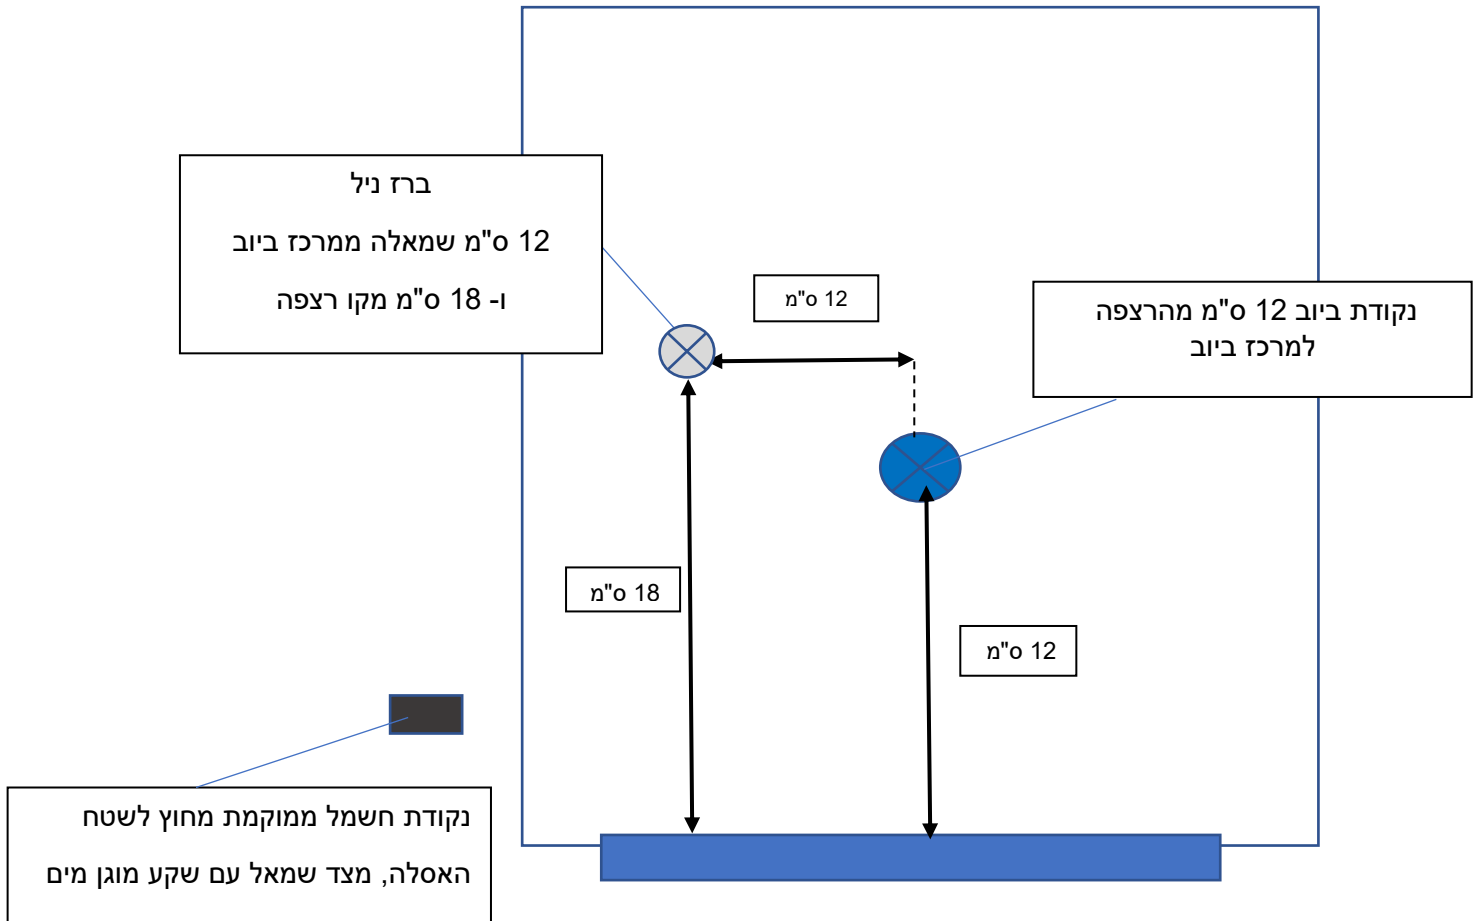 ברז ניל
12 ס"מ שמאלה ממרכז ביוב
ו- 18 ס"מ מקו רצפה
12 ס"מ
נקודת ביוב 12 ס"מ מהרצפה
למרכז ביוב
18 ס"מ
12 ס"מ
נקודת חשמל ממוקמת מחוץ לשטח
האסלה, מצד שמאל עם שקע מוגן מים